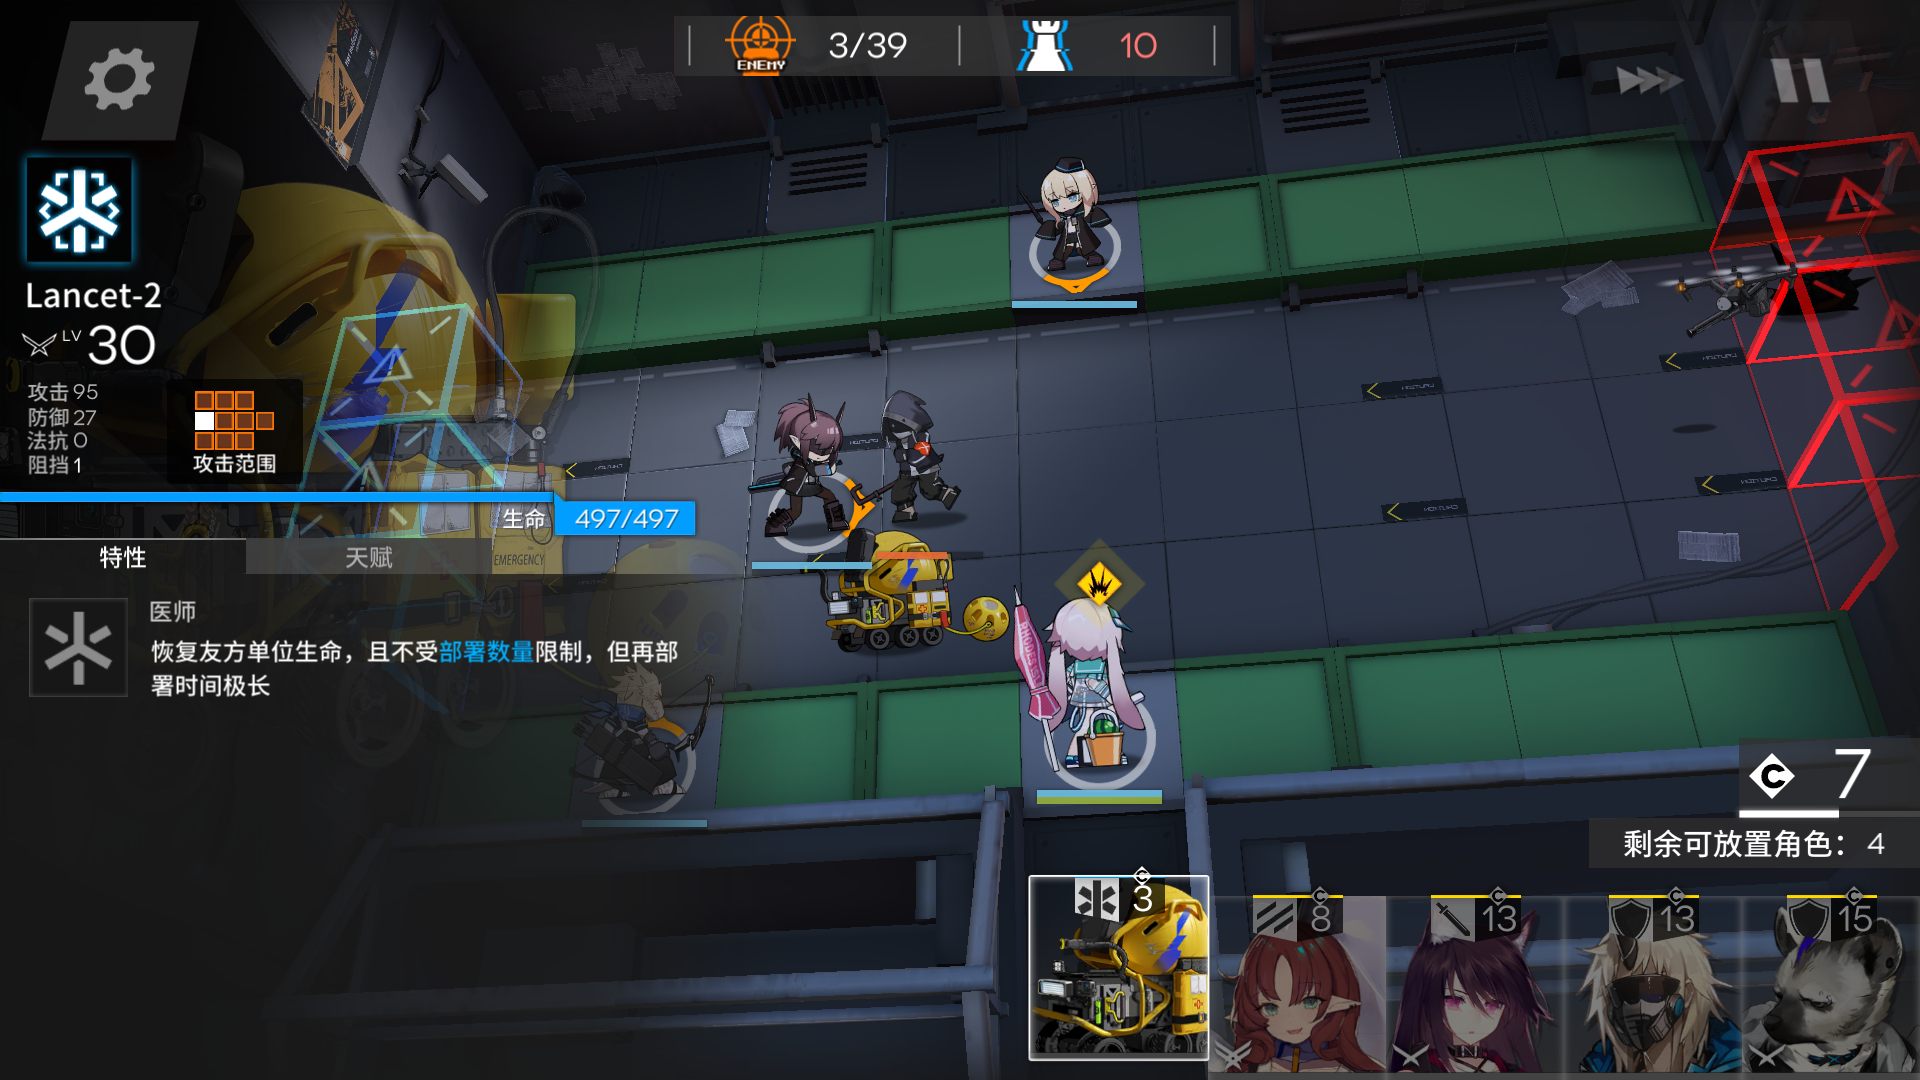 ENEMY
3/39
10
Lancet-2
LV 30
攻击 95
防御 27
法抗 0
阻挡 1
攻击范围
生命 497/497
特性
天赋
EMERGENCY
医师
恢复友方单位生命，且不受部署数量限制，但再部
署时间极长
7
剩余可放置角色： 4
3
8
13
13
15